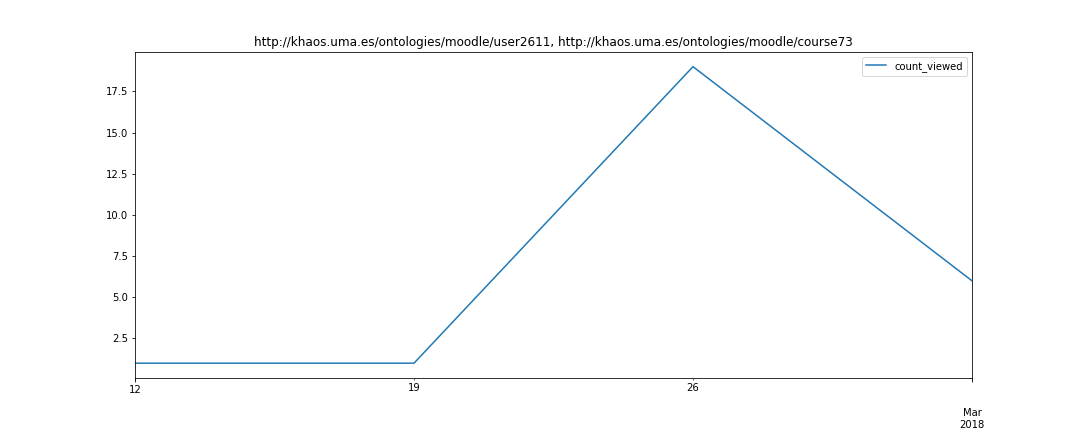 http://khaos.uma.es/ontologies/moodle/user2611, http://khaos.uma.es/ontologies/moodle/course73
count_viewed
17.5
15.0
12.5
10.0
7.5
5.0
2.5
12 19 26
Mar
2018